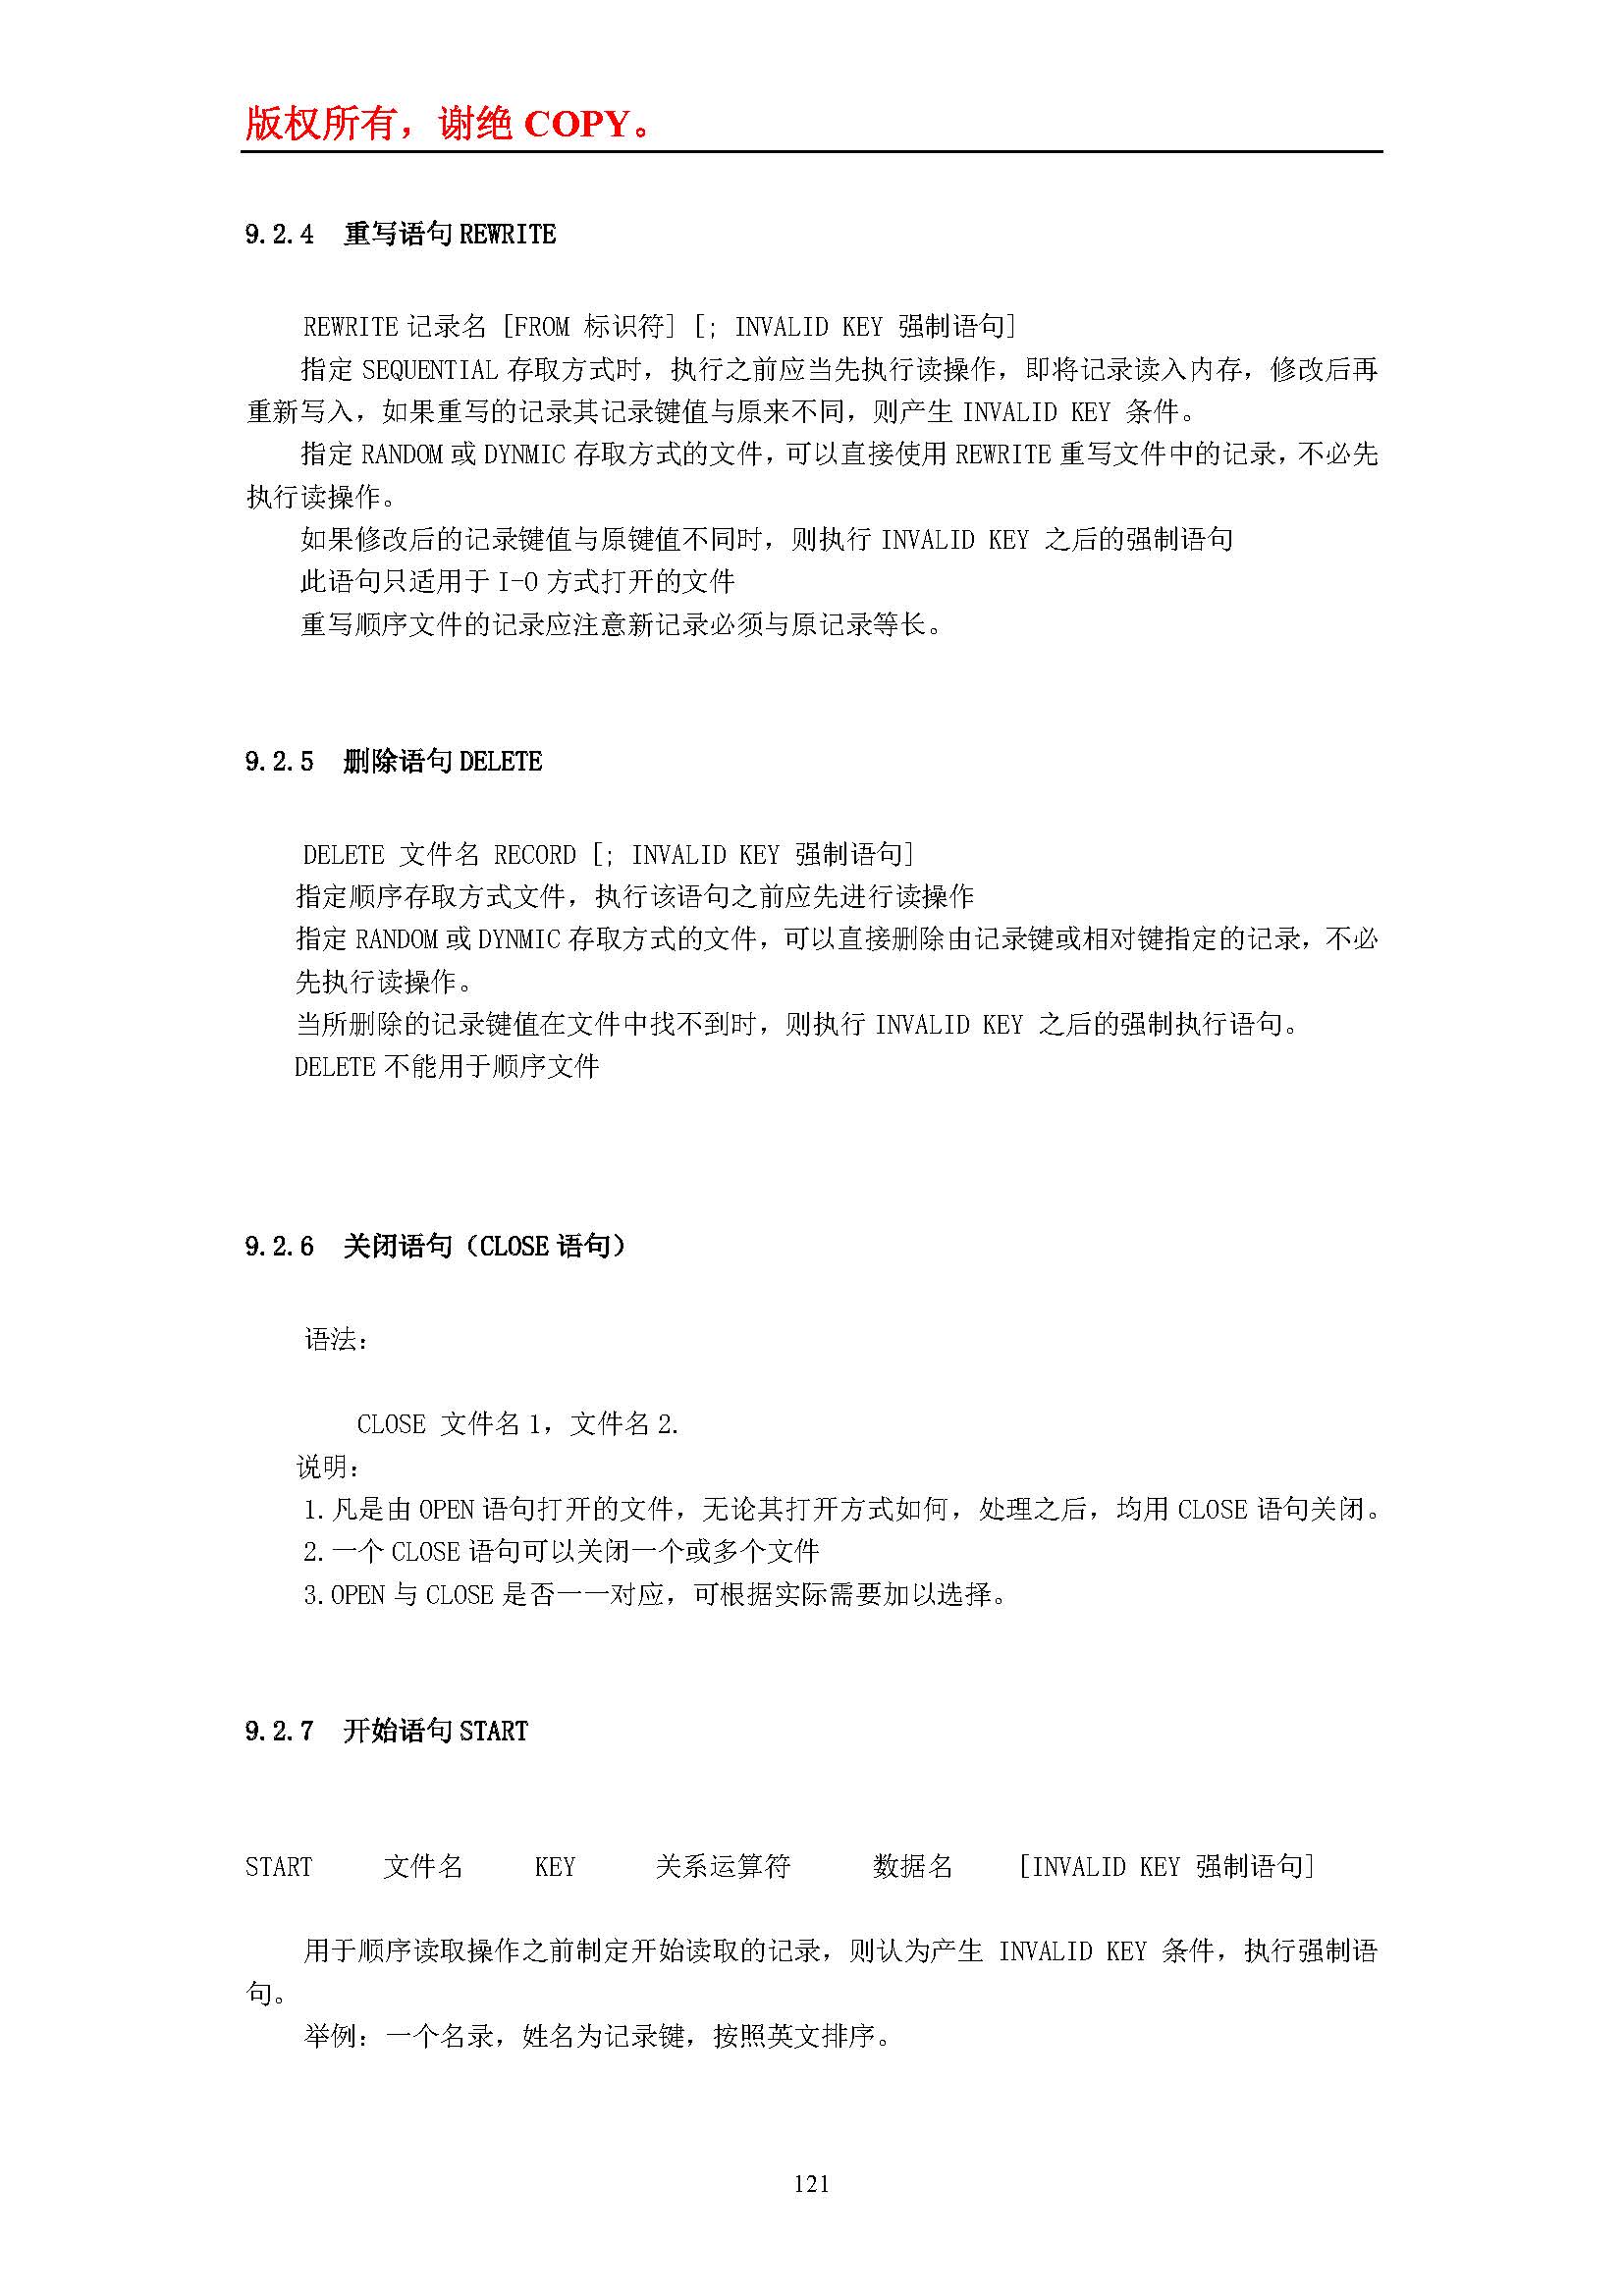 版权所有，谢绝 COPY。
9.2.4 重写语句 REWRITE
REWRITE 记录名 [FROM 标识符] [; INVALID KEY 强制语句]
指定 SEQUENTIAL 存取方式时，执行之前应当先执行读操作，即将记录读入内存，修改后再
重新写入，如果重写的记录其记录键值与原来不同，则产生 INVALID KEY 条件。
指定 RANDOM 或 DYNMIC 存取方式的文件，可以直接使用 REWRITE 重写文件中的记录，不必先
执行读操作。
如果修改后的记录键值与原键值不同时，则执行 INVALID KEY 之后的强制语句
此语句只适用于 I-O 方式打开的文件
重写顺序文件的记录应注意新记录必须与原记录等长。
9.2.5 删除语句 DELETE
DELETE 文件名 RECORD [; INVALID KEY 强制语句]
指定顺序存取方式文件，执行该语句之前应先进行读操作
指定 RANDOM 或 DYNMIC 存取方式的文件，可以直接删除由记录键或相对键指定的记录，不必
先执行读操作。
当所删除的记录键值在文件中找不到时，则执行 INVALID KEY 之后的强制执行语句。
DELETE 不能用于顺序文件
9.2.6 关闭语句（CLOSE 语句）
语法：
CLOSE 文件名 1，文件名 2.
说明：
1.凡是由 OPEN 语句打开的文件，无论其打开方式如何，处理之后，均用 CLOSE 语句关闭。
2.一个 CLOSE 语句可以关闭一个或多个文件
3.OPEN 与 CLOSE 是否一一对应，可根据实际需要加以选择。
9.2.7 开始语句 START
START 文件名 KEY 关系运算符 数据名 [INVALID KEY 强制语句]
用于顺序读取操作之前制定开始读取的记录，则认为产生 INVALID KEY 条件，执行强制语
句。
举例：一个名录，姓名为记录键，按照英文排序。
121